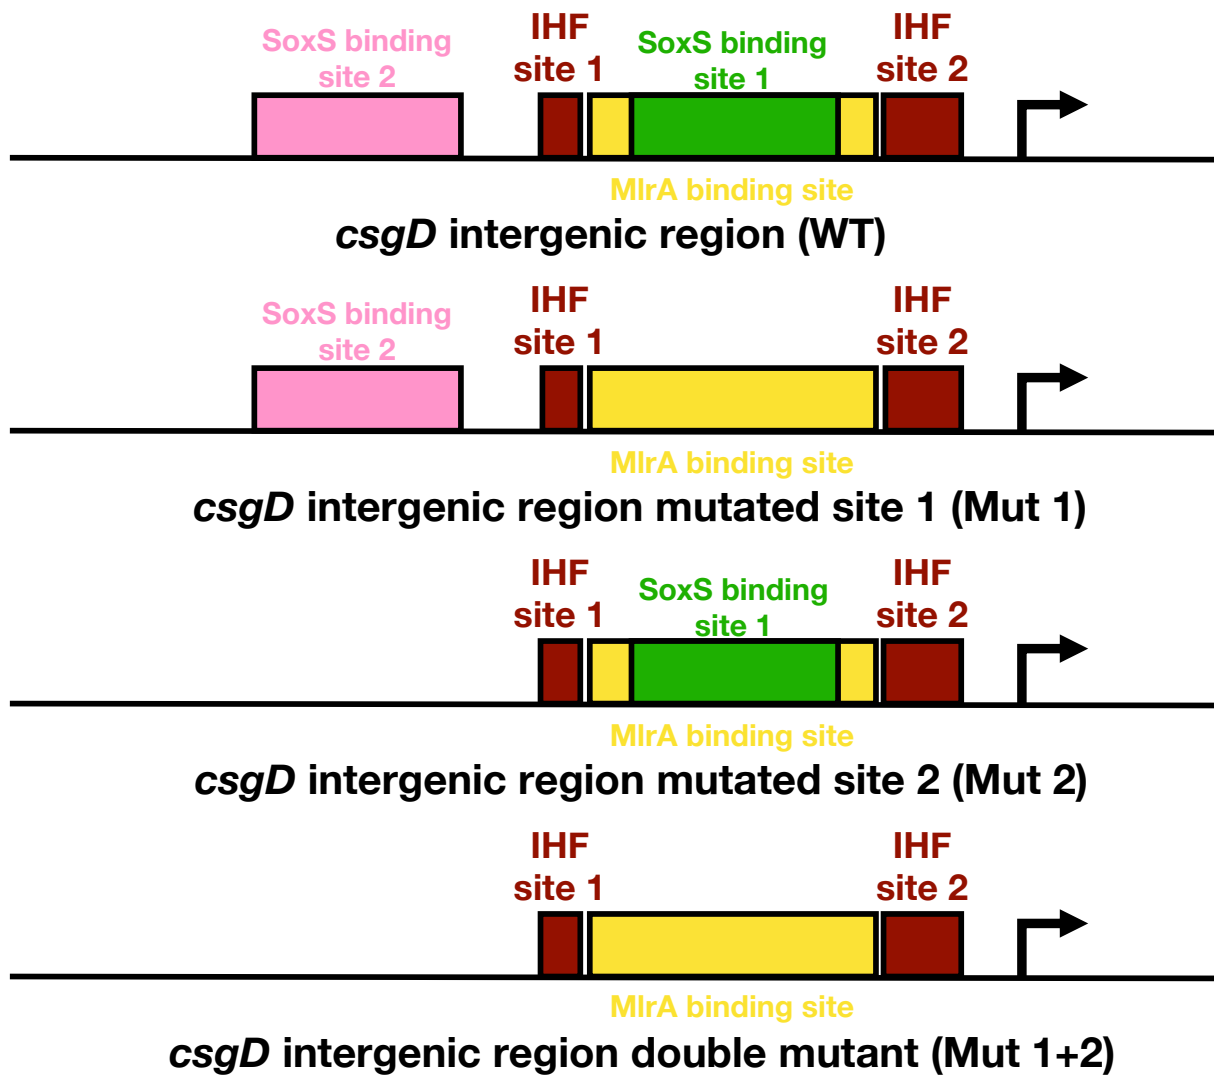 SoxS binding
site 2
IHF
site 1
SoxS binding
site 1
IHF
site 2
MlrA binding site
csgD intergenic region (WT)
SoxS binding
site 2
IHF
site 1
IHF
site 2
MlrA binding site
csgD intergenic region mutated site 1 (Mut 1)
IHF
site 1
SoxS binding
site 1
IHF
site 2
MlrA binding site
csgD intergenic region mutated site 2 (Mut 2)
IHF
site 1
IHF
site 2
MlrA binding site
csgD intergenic region double mutant (Mut 1+2)